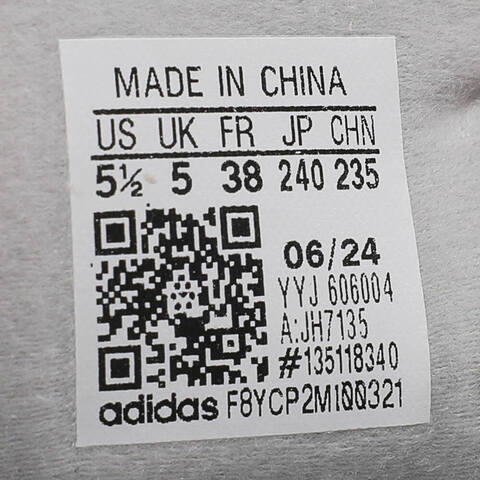 MADE IN CHINA
US UK FR JP CHN
5½ 5 38 240 235
06/24
YYJ 606004
A:JH7135
#135118340
adidas F8YCP2M100321